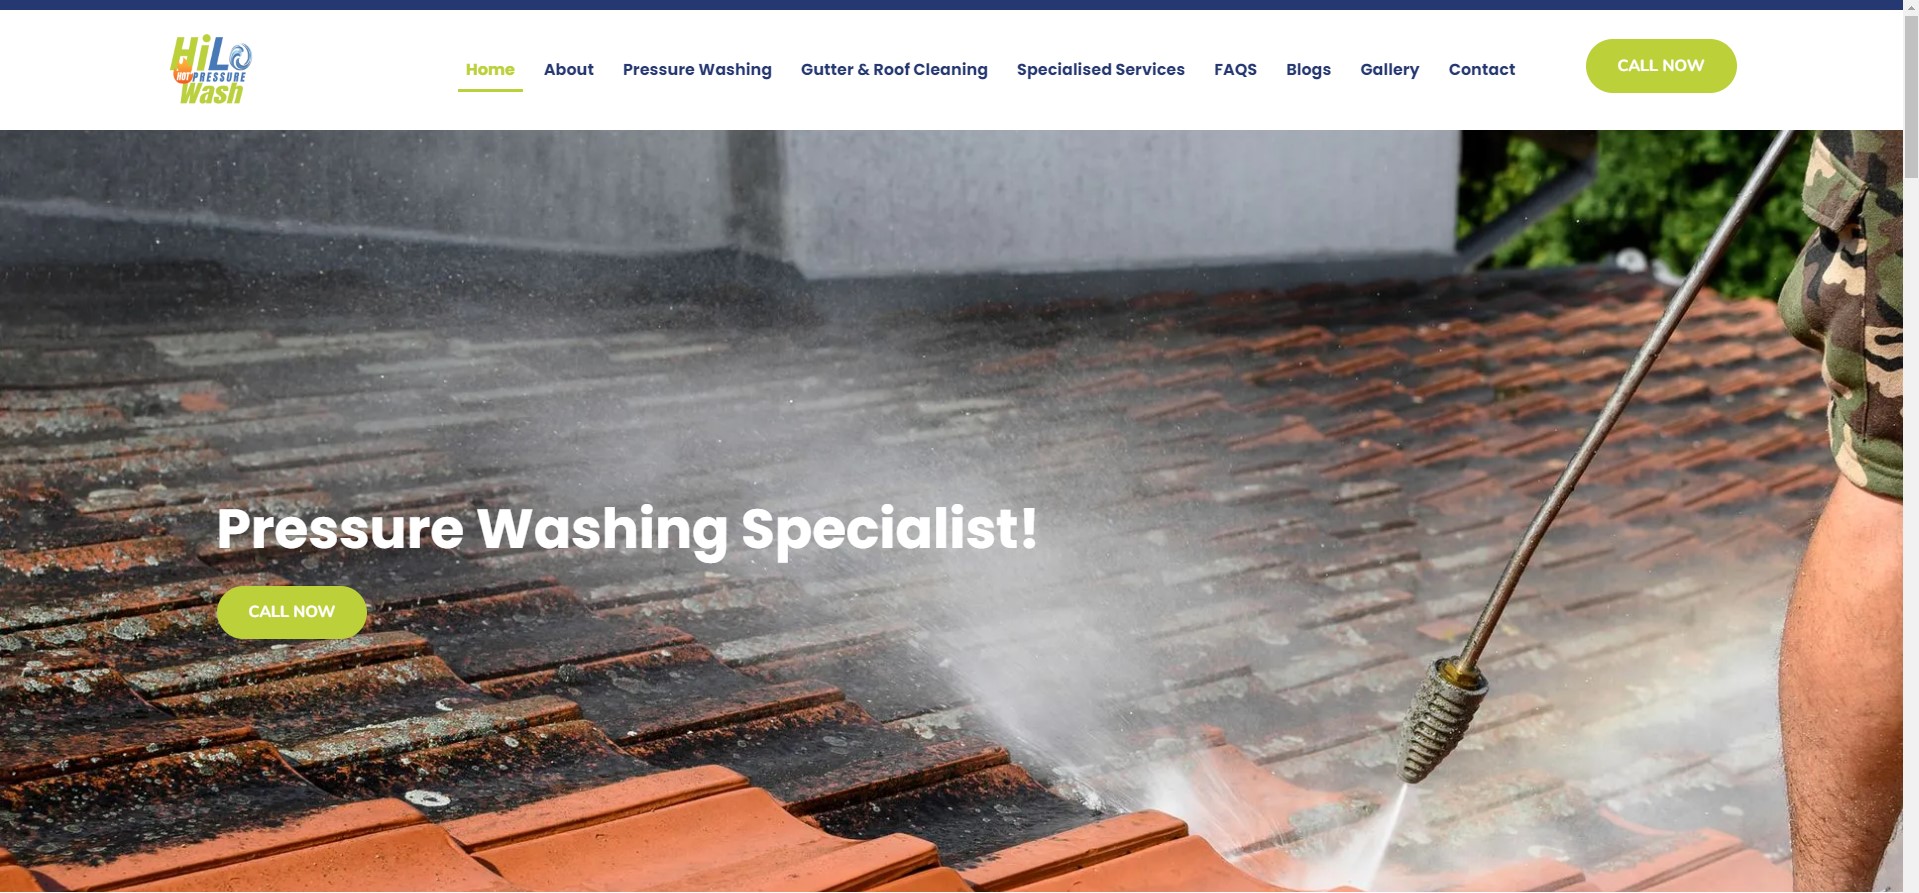 HiLo
HOT PRESSURE
Wash
Home
About
Pressure Washing
Gutter & Roof Cleaning
Specialised Services
FAQS
Blogs
Gallery
Contact
CALL NOW
Pressure Washing Specialist!
CALL NOW